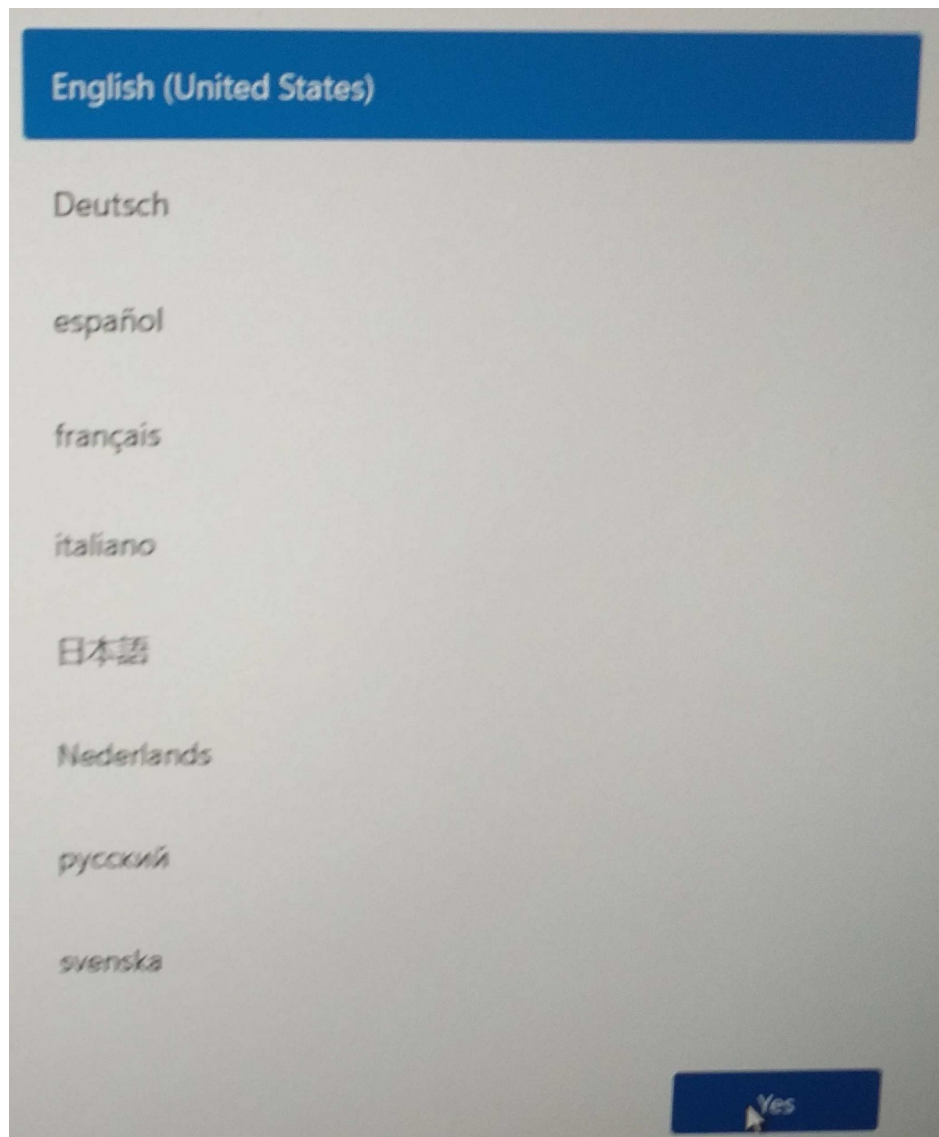 English (United States)
Deutsch
español
français
italiano
日本語
Nederlands
русский
svenska
Yes